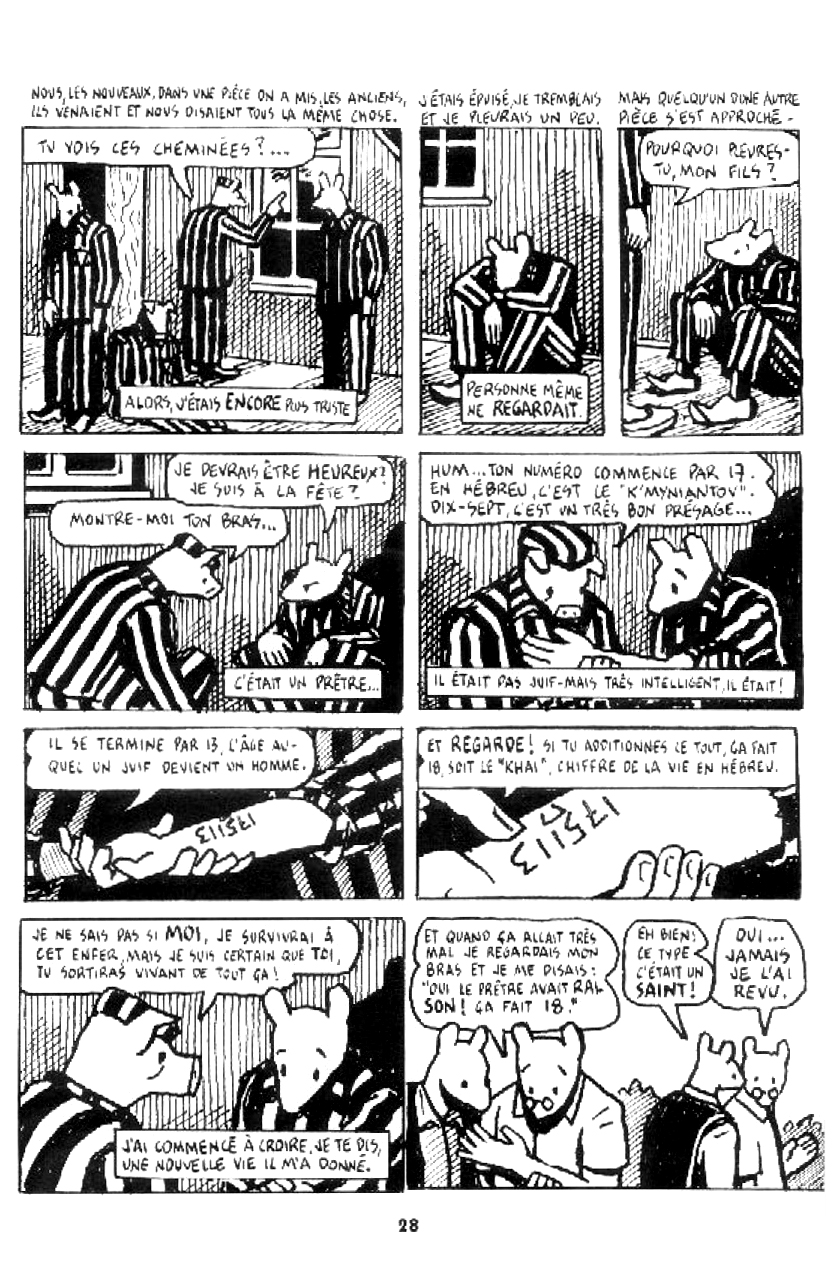 NOUS, LES NOUVEAUX, DANS UNE PIÈCE ON A MIS, LES ANCIENS,
ILS VENAIENT ET NOUS DISAIENT TOUS LA MÊME CHOSE.
TU VOIS CES CHEMINÉES?...
ALORS, J'ÉTAIS ENCORE PLUS TRISTE
J'ÉTAIS ÉPUISÉ, JE TREMBLAIS
ET JE PLEURAIS UN PEU.
PERSONNE MÊME
NE REGARDAIT.
MAIS QUELQU'UN D'UNE AUTRE
PIÈCE S'EST APPROCHÉ -
POURQUOI PLEURES-
TU, MON FILS?
JE DEVRAIS ÊTRE HEUREUX?
JE SUIS À LA FÊTE?
MONTRE-MOI TON BRAS...
C'ÉTAIT UN PRÊTRE...
HUM... TON NUMÉRO COMMENCE PAR 17.
EN HÉBREU, C'EST LE "K'MYNIANTOV".
DIX-SEPT, C'EST UN TRÈS BON PRÉSAGE...
IL ÉTAIT PAS JUIF-MAIS TRÈS INTELLIGENT, IL ÉTAIT!
IL SE TERMINE PAR 13, L'ÂGE AU-
QUEL UN JUIF DEVIENT UN HOMME.
175113
ET REGARDE! SI TU ADDITIONNES LE TOUT, ÇA FAIT
18, SOIT LE "KHAI", CHIFFRE DE LA VIE EN HÉBREU.
175113
JE NE SAIS PAS SI MOI, JE SURVIVRAI À
CET ENFER, MAIS JE SUIS CERTAIN QUE TOI,
TU SORTIRAS VIVANT DE TOUT ÇA!
J'AI COMMENCÉ À CROIRE, JE TE DIS,
UNE NOUVELLE VIE IL M'A DONNÉ.
ET QUAND ÇA ALLAIT TRÈS
MAL JE REGARDAIS MON
BRAS ET JE ME DISAIS:
"OUI LE PRÊTRE AVAIT RAI-
SON! ÇA FAIT 18."
EH BIEN!
CE TYPE
C'ÉTAIT UN
SAINT!
OUI...
JAMAIS
JE L'AI
REVU.
28